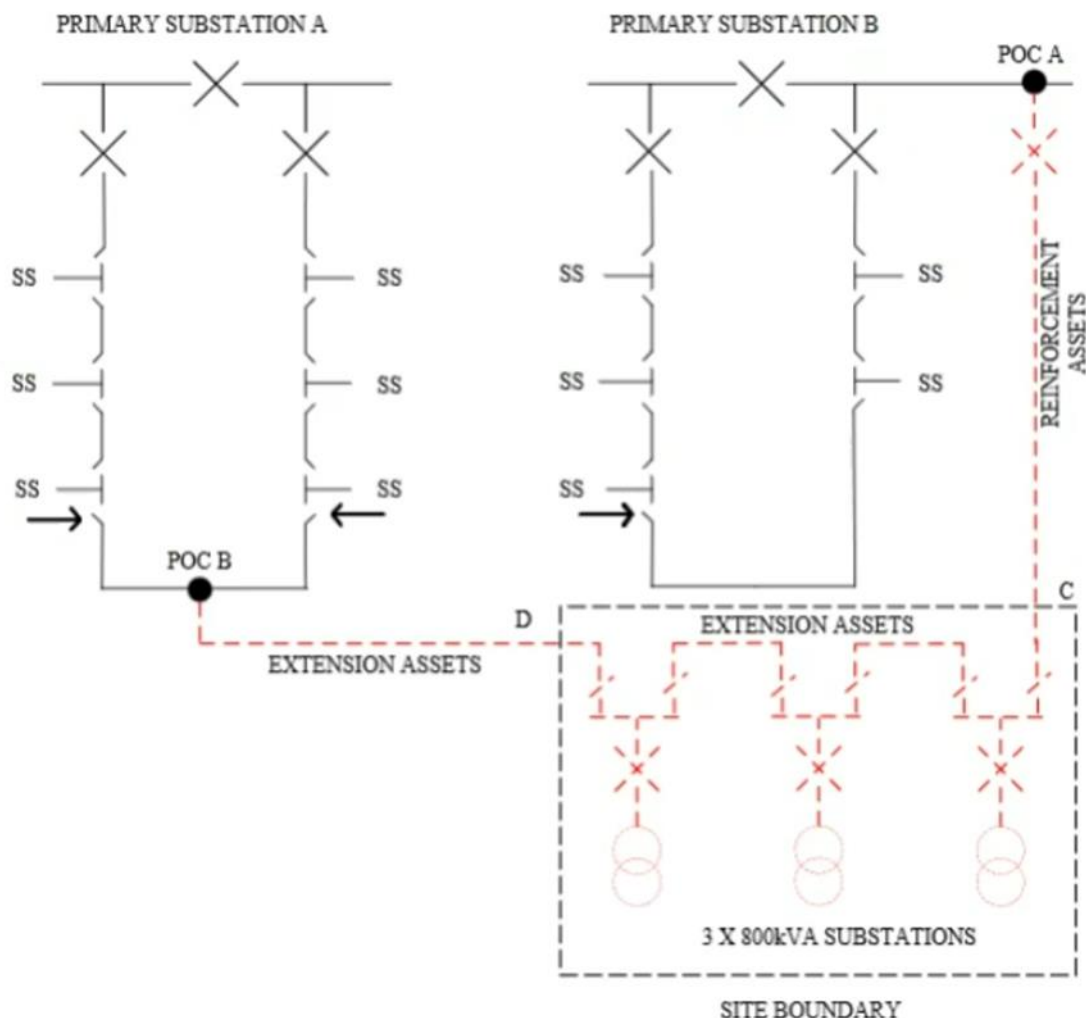 PRIMARY SUBSTATION A
PRIMARY SUBSTATION B
POC A
SS
SS
SS
SS
REINFORCEMENT
ASSETS
SS
SS
SS
SS
SS
SS
SS
POC B
C
D
EXTENSION ASSETS
EXTENSION ASSETS
3 X 800kVA SUBSTATIONS
SITE BOUNDARY